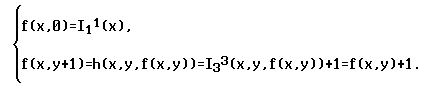 f(x,0)=I₁¹(x),
f(x,y+1)=h(x,y,f(x,y))=I₃³(x,y,f(x,y))+1=f(x,y)+1.